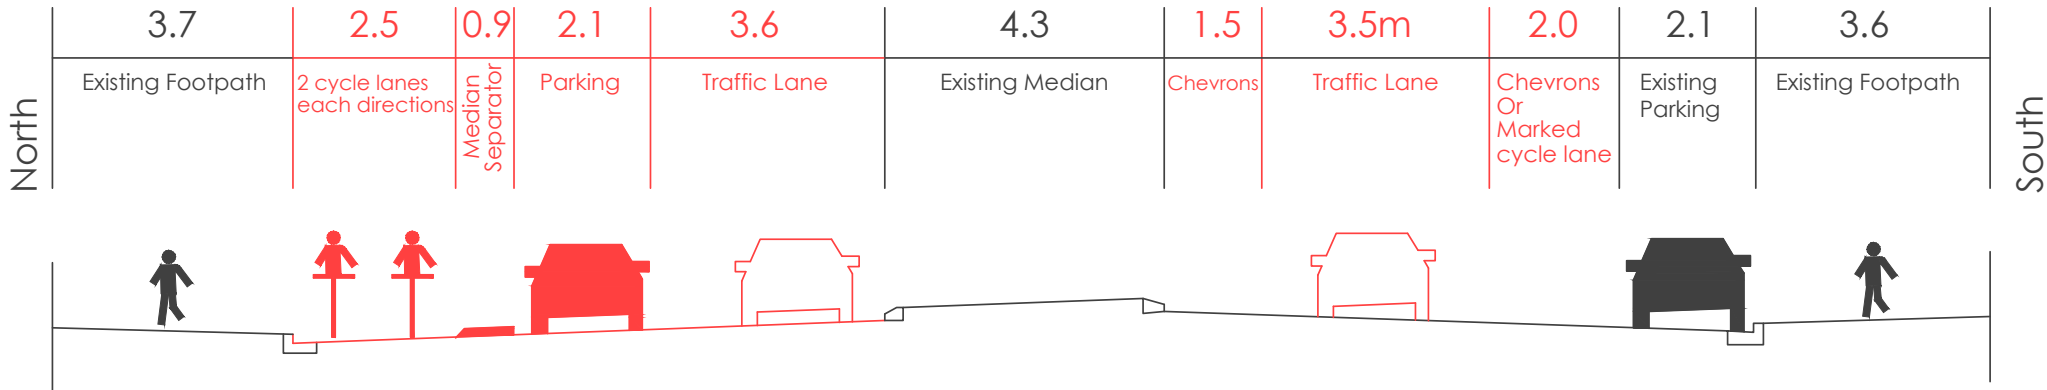 3.7
2.5
0.9
2.1
3.6
4.3
1.5
3.5m
2.0
2.1
3.6
North
Existing Footpath
2 cycle lanes
each directions
Median
Separator
Parking
Traffic Lane
Existing Median
Chevrons
Traffic Lane
Chevrons
Or
Marked
cycle lane
Existing
Parking
Existing Footpath
South